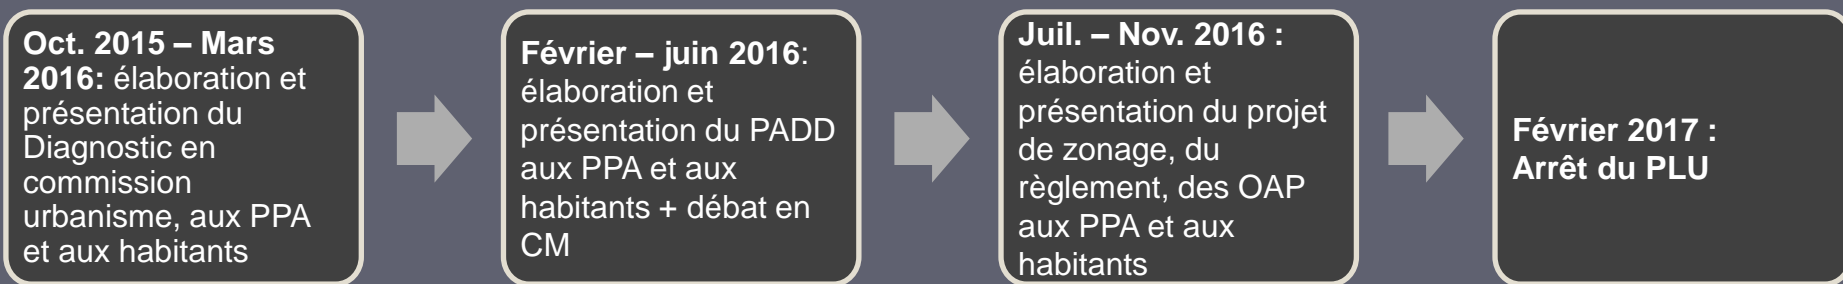 Oct. 2015 – Mars
2016: élaboration et
présentation du
Diagnostic en
commission
urbanisme, aux PPA
et aux habitants
Février – juin 2016:
élaboration et
présentation du PADD
aux PPA et aux
habitants + débat en
CM
Juil. – Nov. 2016 :
élaboration et
présentation du projet
de zonage, du
règlement, des OAP
aux PPA et aux
habitants
Février 2017 :
Arrêt du PLU